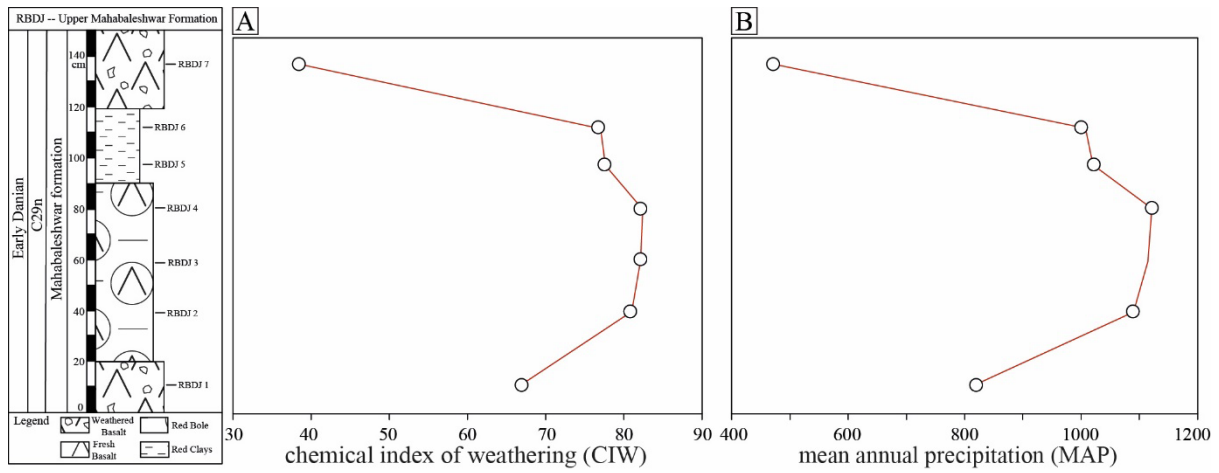 RBDJ -- Upper Mahabaleshwar Formation
Early Danian
C29n
Mahabaleshwar formation
140
cm
120
100
80
60
40
20
0
RBDJ 7
RBDJ 6
RBDJ 5
RBDJ 4
RBDJ 3
RBDJ 2
RBDJ 1
Legend
Weathered
Basalt
Red Bole
Fresh
Basalt
Red Clays
A
30 40 50 60 70 80 90
chemical index of weathering (CIW)
B
400 600 800 1000 1200
mean annual precipitation (MAP)